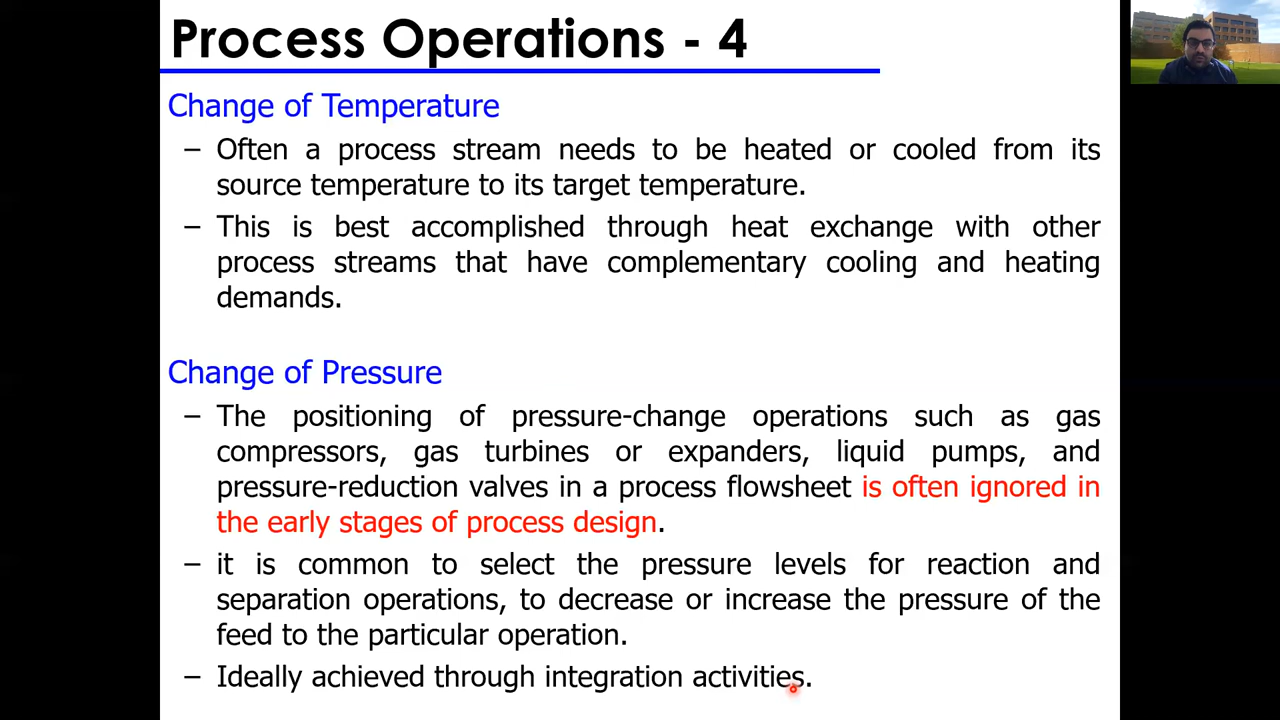 Process Operations - 4
Change of Temperature
– Often a process stream needs to be heated or cooled from its
source temperature to its target temperature.
– This is best accomplished through heat exchange with other
process streams that have complementary cooling and heating
demands.
Change of Pressure
– The positioning of pressure-change operations such as gas
compressors, gas turbines or expanders, liquid pumps, and
pressure-reduction valves in a process flowsheet is often ignored in
the early stages of process design.
– it is common to select the pressure levels for reaction and
separation operations, to decrease or increase the pressure of the
feed to the particular operation.
– Ideally achieved through integration activities.